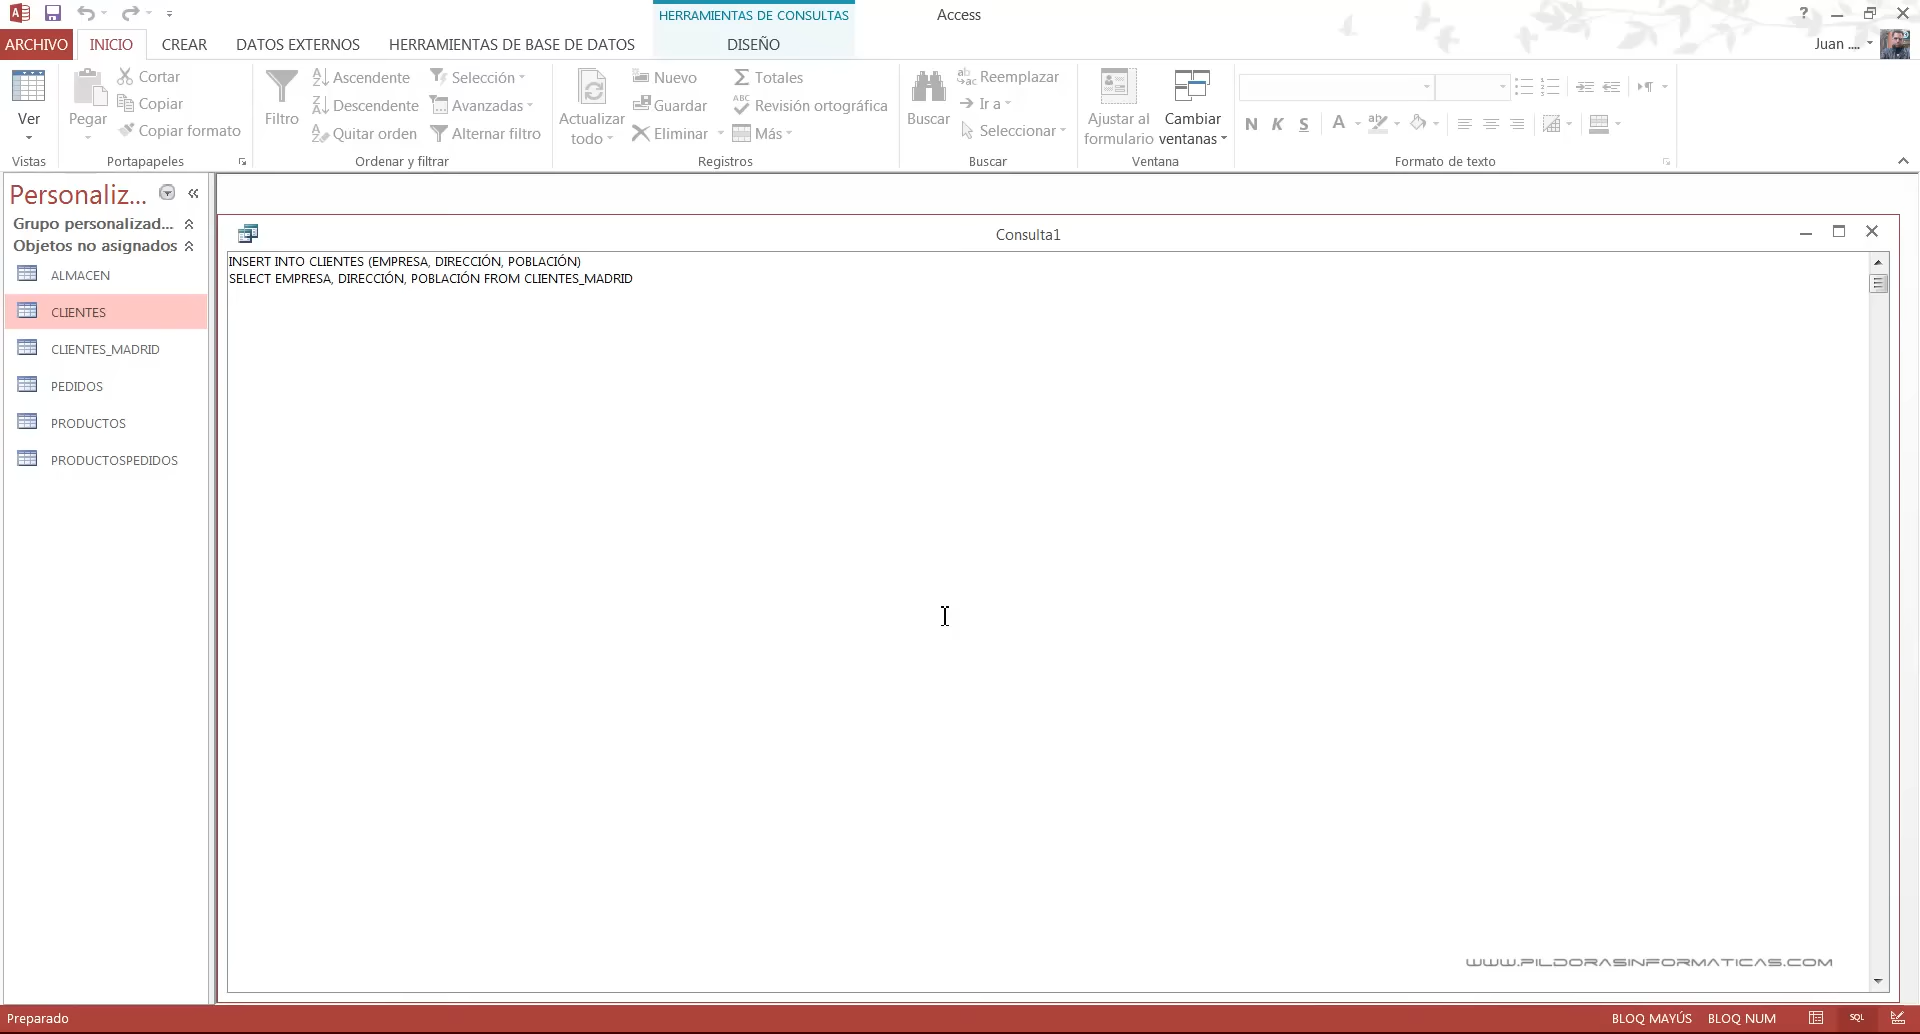 HERRAMIENTAS DE CONSULTAS
Access
?
ARCHIVO
INICIO
CREAR
DATOS EXTERNOS
HERRAMIENTAS DE BASE DE DATOS
DISEÑO
Juan ....
Ver
Vistas
Pegar
Cortar
Copiar
Copiar formato
Portapapeles
Filtro
Ascendente
Descendente
Quitar orden
Selección
Avanzadas
Alternar filtro
Ordenar y filtrar
Actualizar
todo
Nuevo
Guardar
Eliminar
Totales
Revisión ortográfica
Más
Registros
Buscar
Reemplazar
Ir a
Seleccionar
Buscar
Ajustar al
formulario
Cambiar
ventanas
Ventana
N K S A
Formato de texto
Personaliz...
Grupo personalizad...
Objetos no asignados
ALMACEN
CLIENTES
CLIENTES_MADRID
PEDIDOS
PRODUCTOS
PRODUCTOSPEDIDOS
Consulta1
INSERT INTO CLIENTES (EMPRESA, DIRECCIÓN, POBLACIÓN)
SELECT EMPRESA, DIRECCIÓN, POBLACIÓN FROM CLIENTES_MADRID
WWW.PILDORASINFORMATICAS.COM
Preparado
BLOQ MAYÚS
BLOQ NUM
SQL